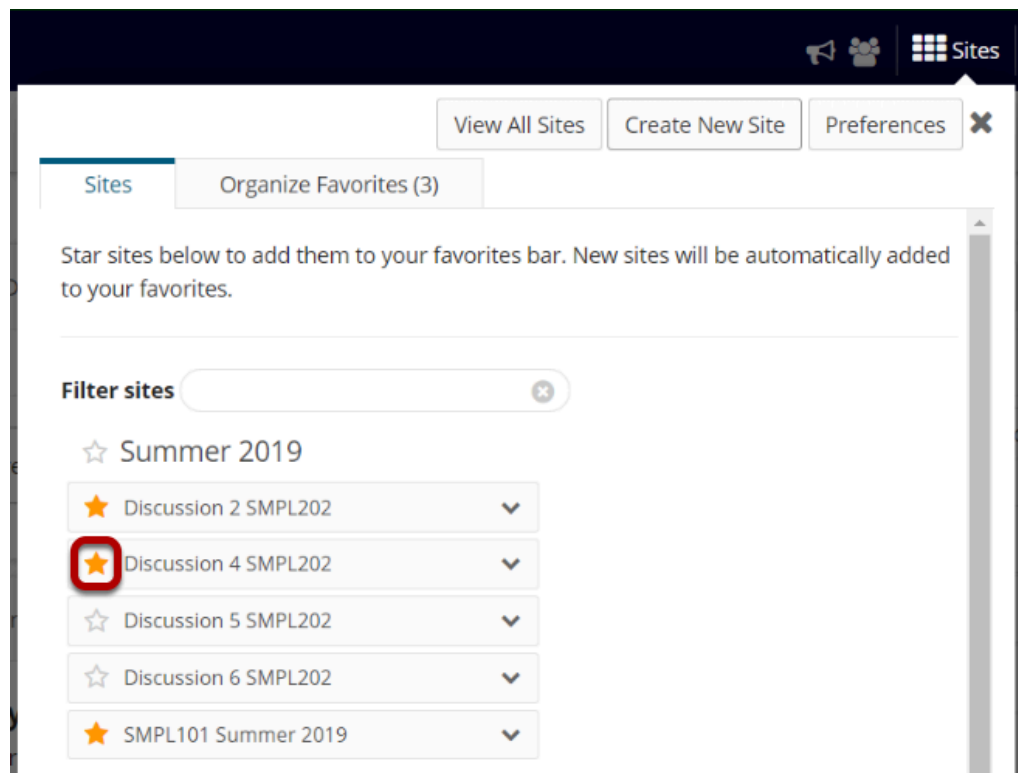 Sites
View All Sites Create New Site Preferences
Sites Organize Favorites (3)
Star sites below to add them to your favorites bar. New sites will be automatically added
to your favorites.
Filter sites
Summer 2019
Discussion 2 SMPL202
Discussion 4 SMPL202
Discussion 5 SMPL202
Discussion 6 SMPL202
SMPL101 Summer 2019